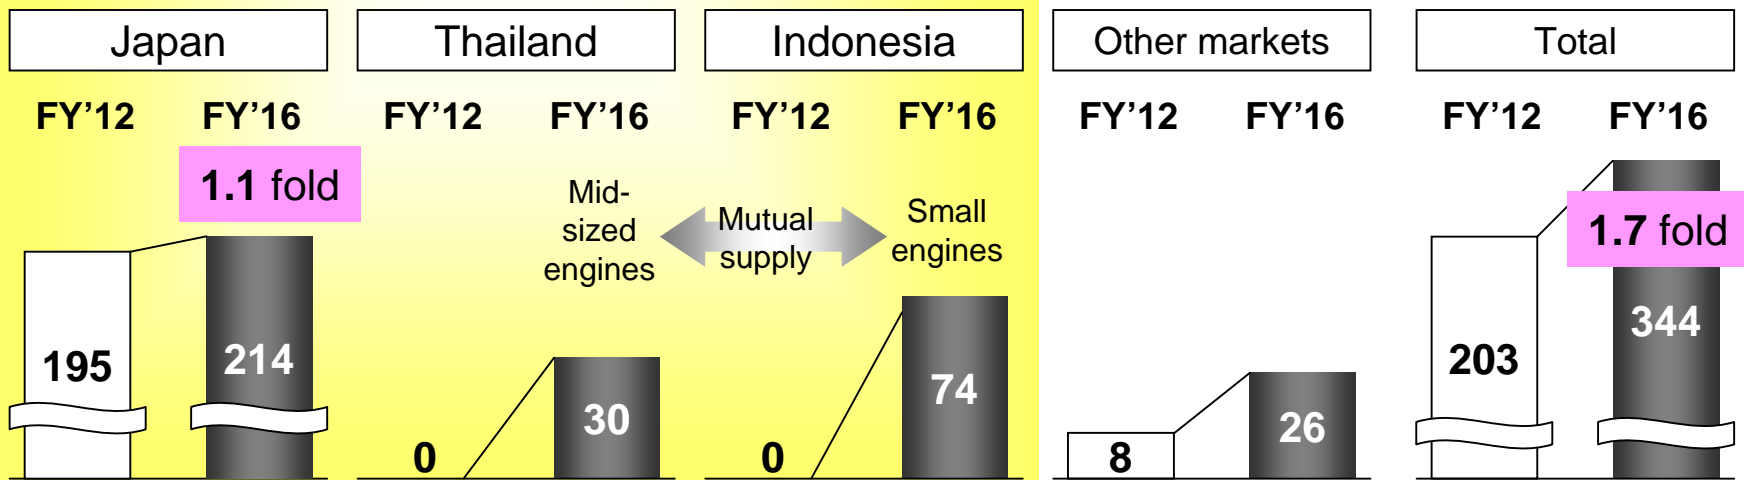 Japan
Thailand
Indonesia
Other markets
Total
FY’12
FY’16
FY’12
FY’16
FY’12
FY’16
FY’12
FY’16
FY’12
FY’16
1.1 fold
Mid-
sized
engines
Mutual
supply
Small
engines
1.7 fold
195
214
0
30
0
74
8
26
203
344